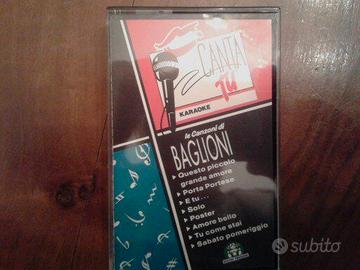 CANTA
TU
KARAOKE
le Canzoni di
BAGLIONI
Questo piccolo
grande amore
Porta Portese
E tu...
Solo
Poster
Amore bello
Tu come stai
Sabato pomeriggio
subito